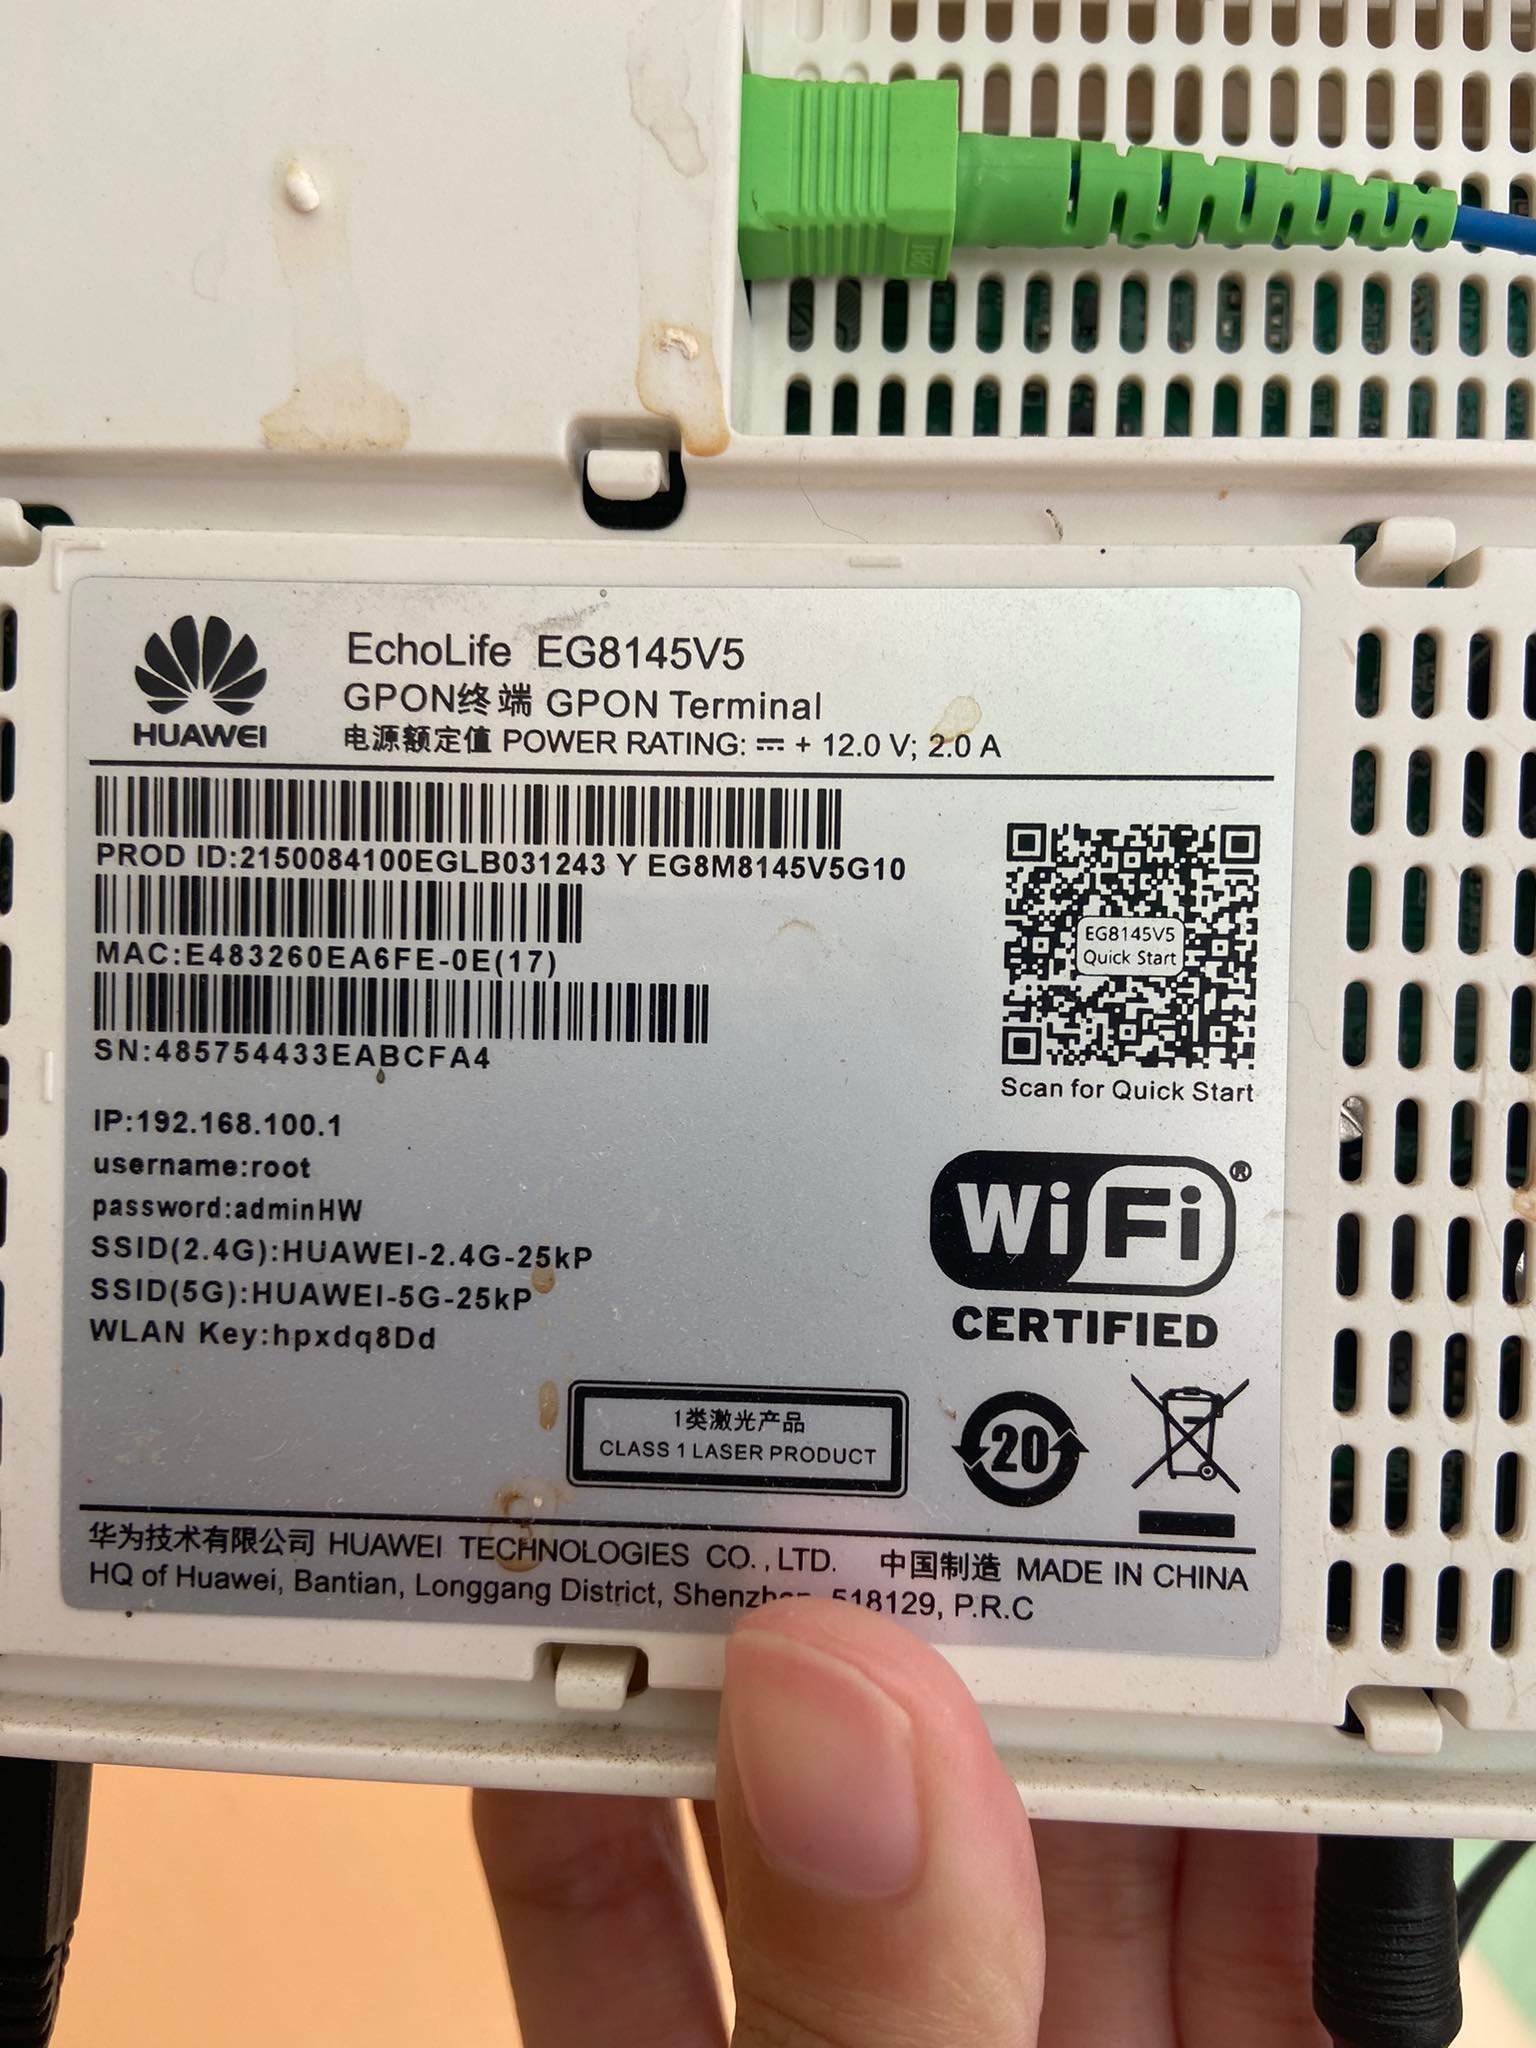 281
HUAWEI
EchoLife EG8145V5
GPON终端 GPON Terminal
电源额定值 POWER RATING: ⎓ + 12.0 V; 2.0 A
PROD ID:2150084100EGLB031243 Y EG8M8145V5G10
MAC:E483260EA6FE-0E(17)
SN:485754433EABCFA4
EG8145V5
Quick Start
Scan for Quick Start
IP:192.168.100.1
username:root
password:adminHW
SSID(2.4G):HUAWEI-2.4G-25kP
SSID(5G):HUAWEI-5G-25kP
WLAN Key:hpxdq8Dd
WiFi®
CERTIFIED
1类激光产品
CLASS 1 LASER PRODUCT
20
华为技术有限公司 HUAWEI TECHNOLOGIES CO.,LTD. 中国制造 MADE IN CHINA
HQ of Huawei, Bantian, Longgang District, Shenzhen 518129, P.R.C